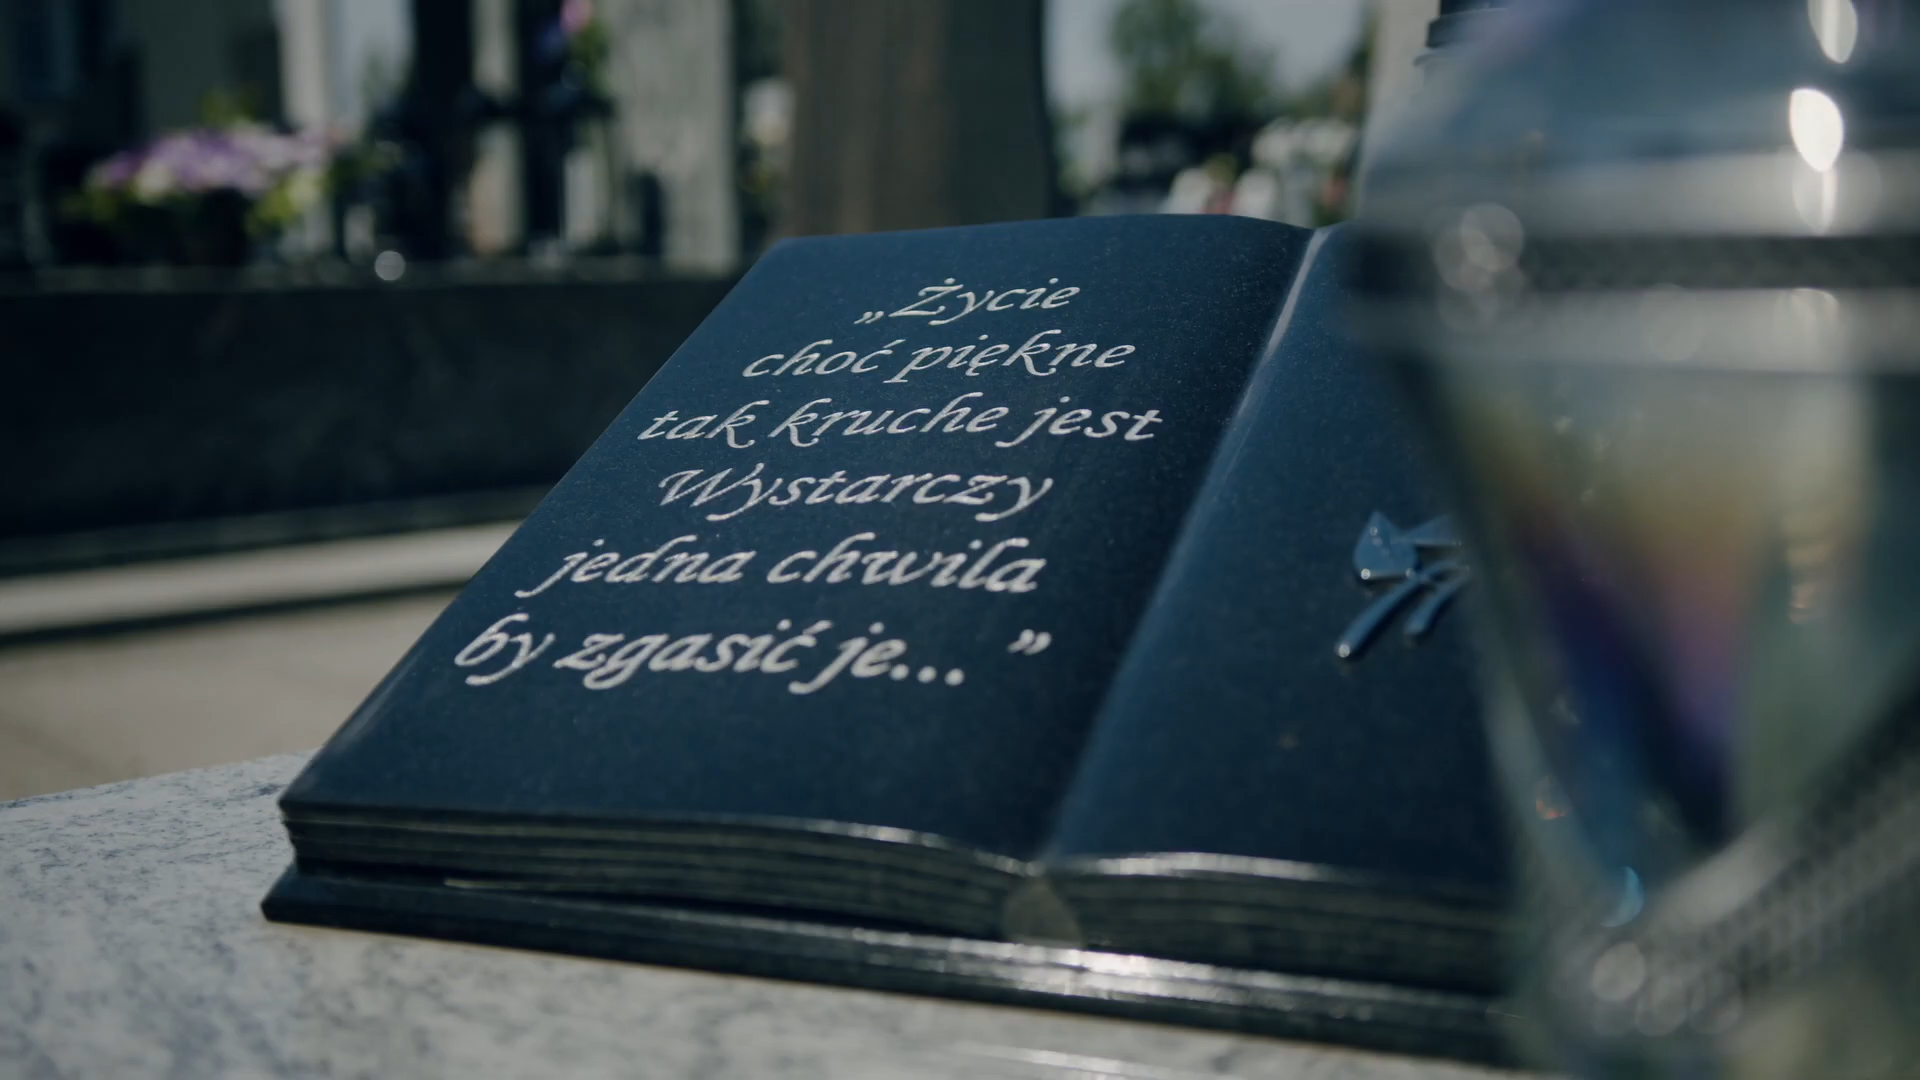 „Życie
choć piękne
tak kruche jest
Wystarczy
jedna chwila
by zgasić je... ”